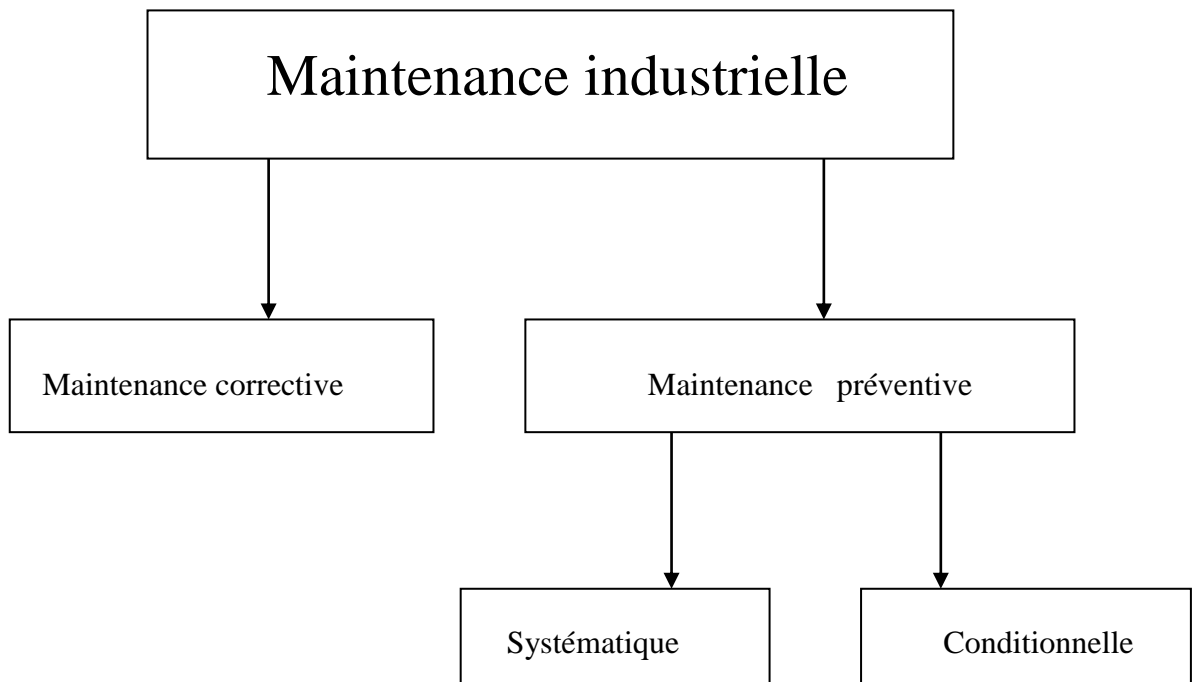 Maintenance industrielle
Maintenance corrective
Maintenance préventive
Systématique
Conditionnelle